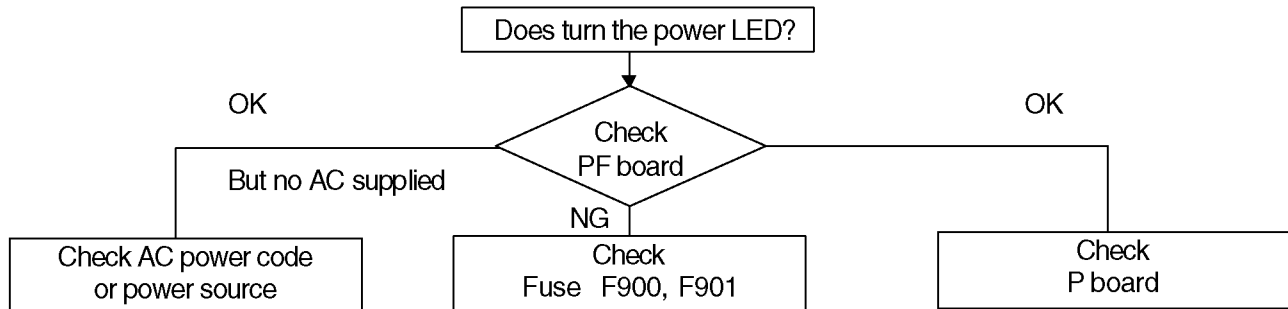 Does turn the power LED?
OK
OK
Check
PF board
But no AC supplied
NG
Check AC power code
or power source
Check
Fuse F900, F901
Check
P board